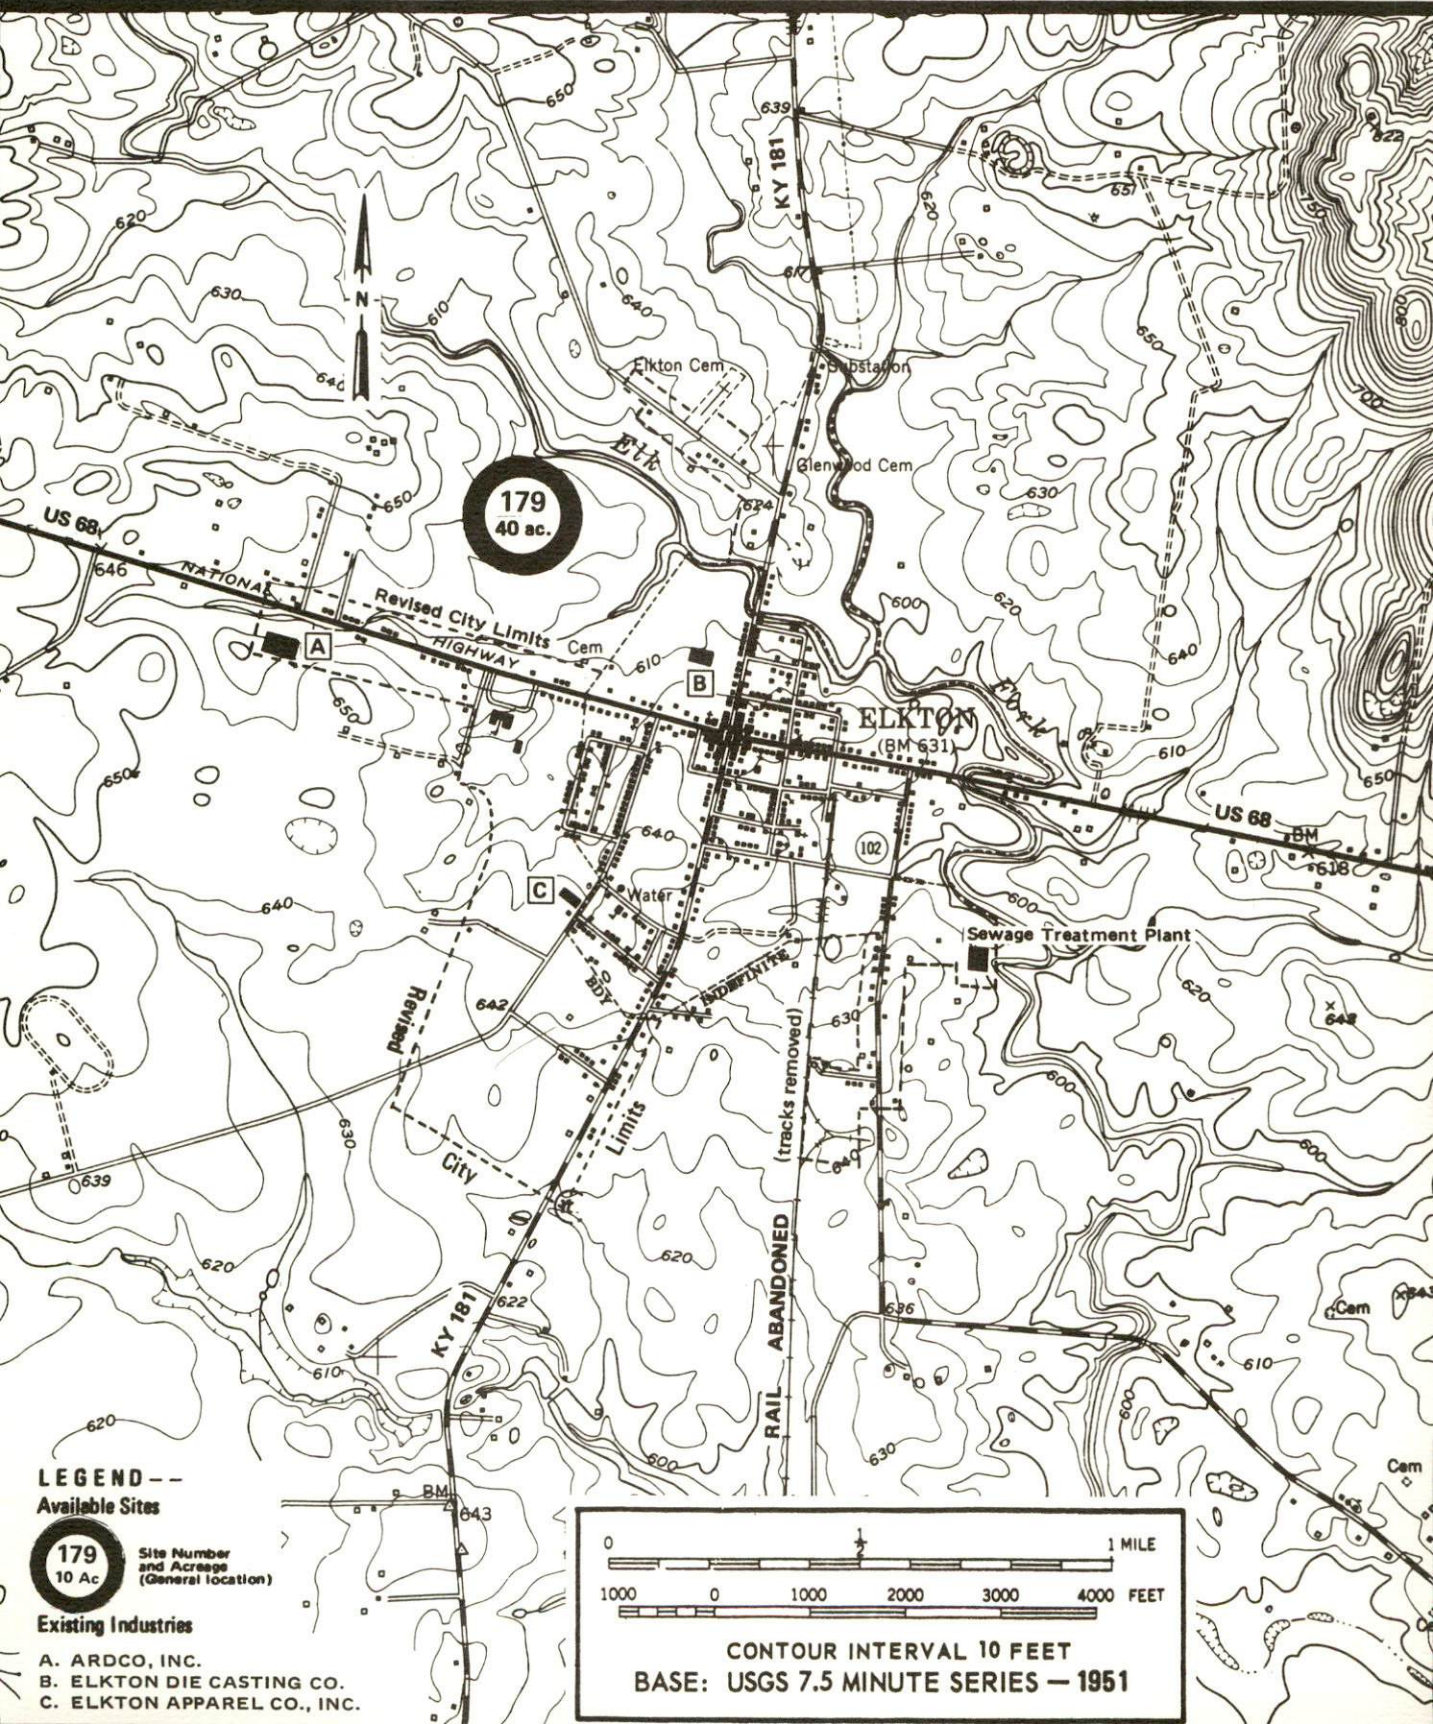 650
639
KY 181
822
651
620
620
750
617
630
N
610
640
650
800
640
Elkton Cem
Substation
700
Elk
Glenwood Cem
179
40 ac.
650
624
630
US 68
646
NATIONAL
Revised City Limits
HIGHWAY
Cem
610
600
620
640
A
B
650
ELKTON
(BM 631)
Fork
610
650
650
US 68
BM
618
640
102
C
Water
600
640
Sewage Treatment Plant
INDEFINITE
BDY
620
648
642
Revised
630
(tracks removed)
600
Limits
630
City
640
600
639
620
620
RAIL ABANDONED
KY 181
622
636
Cem
643
610
610
600
620
600
630
Cem
BM
643
LEGEND--
Available Sites
179
10 Ac
Site Number
and Acreage
(General location)
Existing Industries
A. ARDCO, INC.
B. ELKTON DIE CASTING CO.
C. ELKTON APPAREL CO., INC.
0 1/2 1 MILE
1000 0 1000 2000 3000 4000 FEET
CONTOUR INTERVAL 10 FEET
BASE: USGS 7.5 MINUTE SERIES — 1951